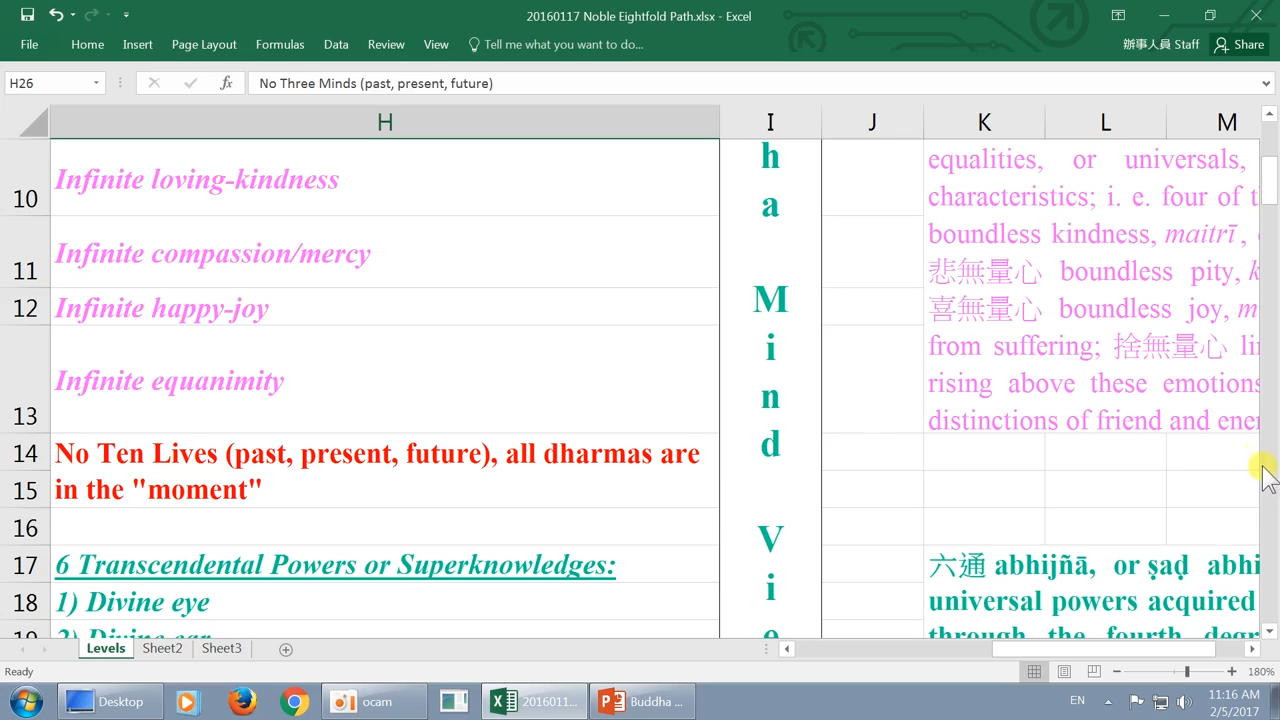 20160117 Noble Eightfold Path.xlsx - Excel
File Home Insert Page Layout Formulas Data Review View Tell me what you want to do... 辦事人員 Staff Share
H26 fx No Three Minds (past, present, future)
H I J K L M
10 Infinite loving-kindness
11 Infinite compassion/mercy
12 Infinite happy-joy
13 Infinite equanimity
14 No Ten Lives (past, present, future), all dharmas are
15 in the "moment"
16
17 6 Transcendental Powers or Superknowledges:
18 1) Divine eye
2) Divine ear
h
a
M
i
n
d
V
i
equalities, or universals,
characteristics; i. e. four of
boundless kindness, maitrī,
悲無量心 boundless pity,
喜無量心 boundless joy,
from suffering; 捨無量心
rising above these emotions
distinctions of friend and
六通 abhijñā, or ṣaḍ
universal powers acquired
through the fourth
Levels Sheet2 Sheet3
Ready 180%
Desktop ocam 2016011... Buddha ... EN 11:16 AM
2/5/2017